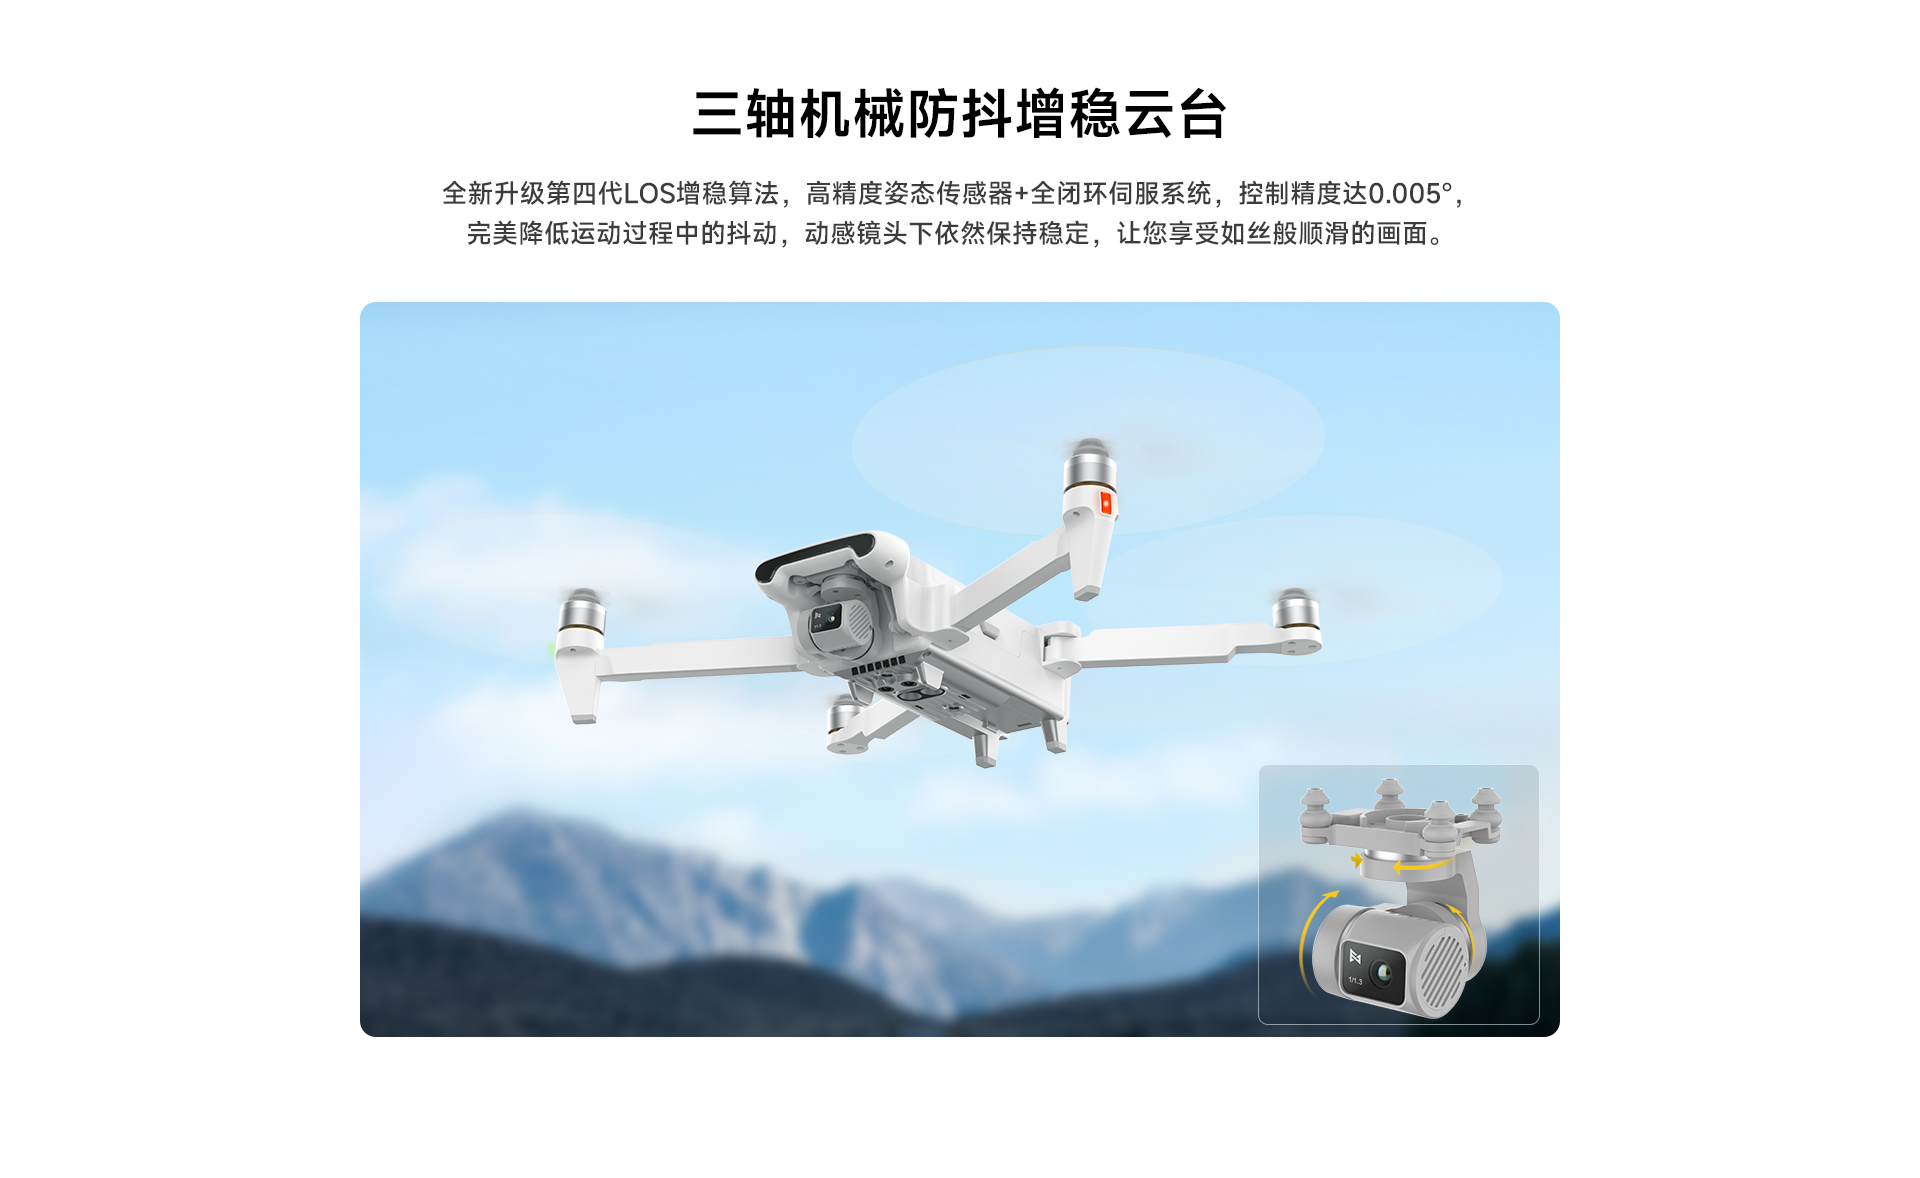 三轴机械防抖增稳云台
全新升级第四代LOS增稳算法，高精度姿态传感器+全闭环伺服系统，控制精度达0.005°，
完美降低运动过程中的抖动，动感镜头下依然保持稳定，让您享受如丝般顺滑的画面。
1/1.3